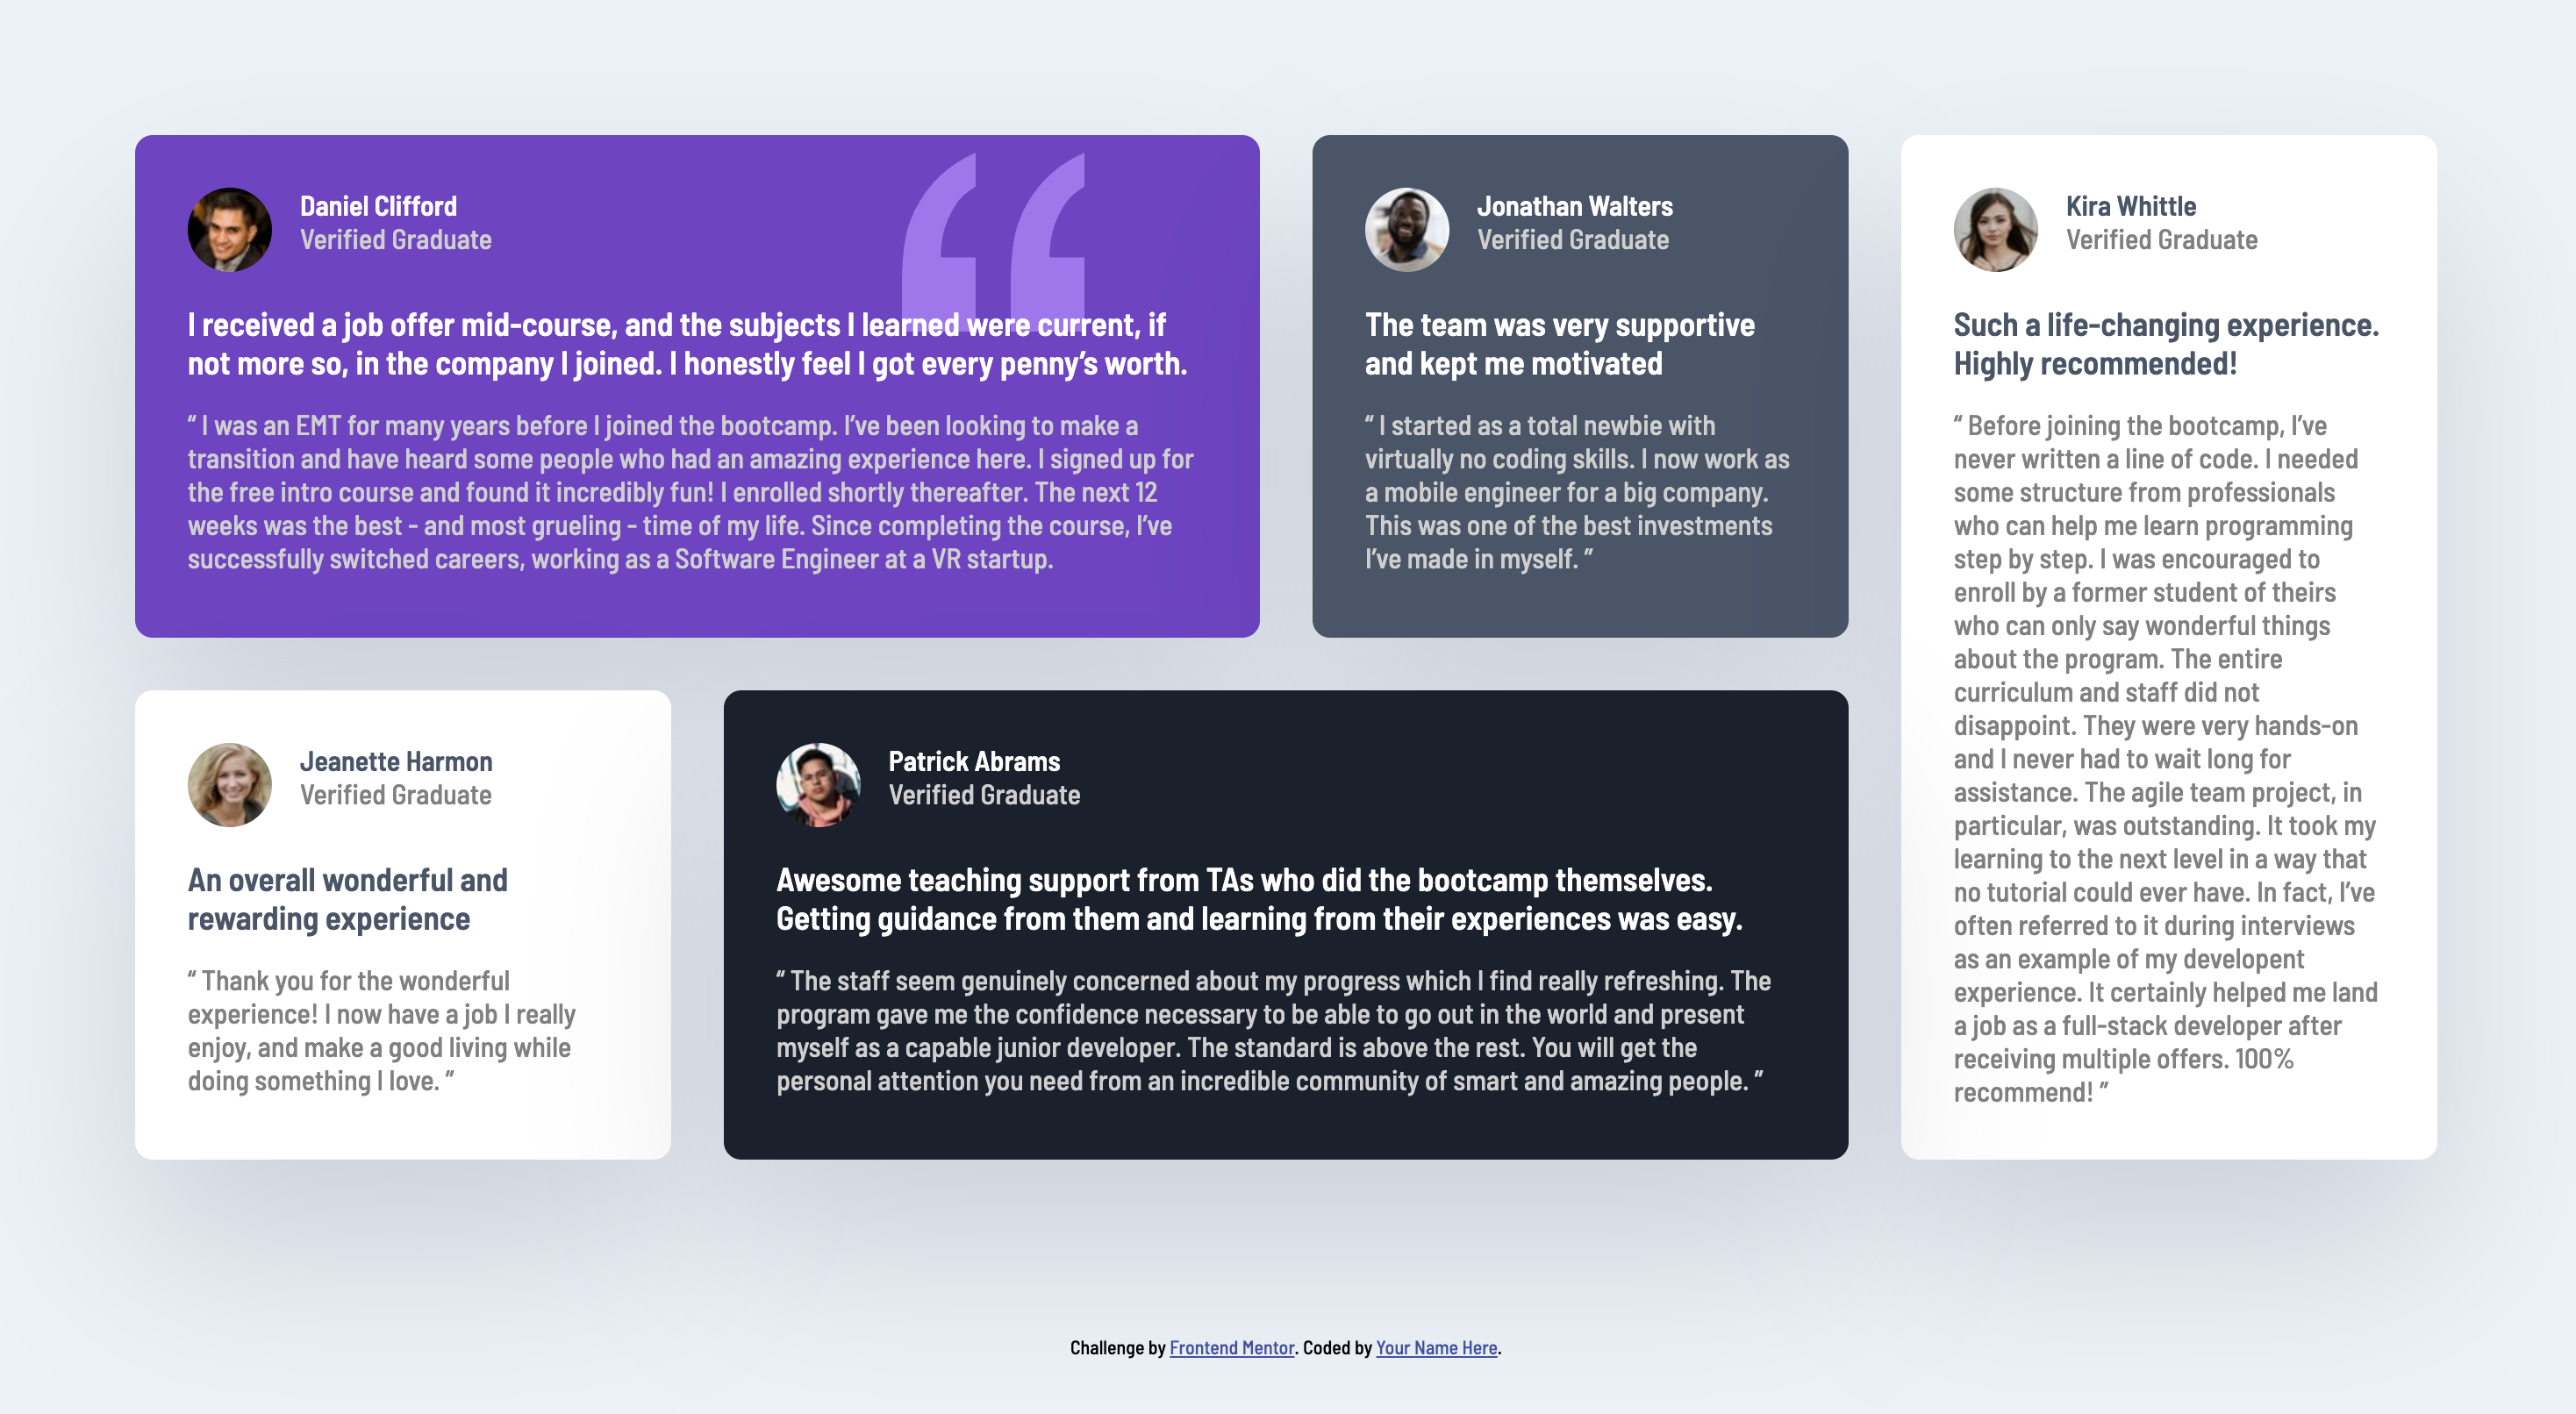 Daniel Clifford
Verified Graduate
I received a job offer mid-course, and the subjects I learned were current, if
not more so, in the company I joined. I honestly feel I got every penny’s worth.
“ I was an EMT for many years before I joined the bootcamp. I’ve been looking to make a
transition and have heard some people who had an amazing experience here. I signed up for
the free intro course and found it incredibly fun! I enrolled shortly thereafter. The next 12
weeks was the best - and most grueling - time of my life. Since completing the course, I’ve
successfully switched careers, working as a Software Engineer at a VR startup.
Jonathan Walters
Verified Graduate
The team was very supportive
and kept me motivated
“ I started as a total newbie with
virtually no coding skills. I now work as
a mobile engineer for a big company.
This was one of the best investments
I’ve made in myself. ”
Kira Whittle
Verified Graduate
Such a life-changing experience.
Highly recommended!
“ Before joining the bootcamp, I’ve
never written a line of code. I needed
some structure from professionals
who can help me learn programming
step by step. I was encouraged to
enroll by a former student of theirs
who can only say wonderful things
about the program. The entire
curriculum and staff did not
disappoint. They were very hands-on
and I never had to wait long for
assistance. The agile team project, in
particular, was outstanding. It took my
learning to the next level in a way that
no tutorial could ever have. In fact, I’ve
often referred to it during interviews
as an example of my developent
experience. It certainly helped me land
a job as a full-stack developer after
receiving multiple offers. 100%
recommend! ”
Jeanette Harmon
Verified Graduate
An overall wonderful and
rewarding experience
“ Thank you for the wonderful
experience! I now have a job I really
enjoy, and make a good living while
doing something I love. ”
Patrick Abrams
Verified Graduate
Awesome teaching support from TAs who did the bootcamp themselves.
Getting guidance from them and learning from their experiences was easy.
“ The staff seem genuinely concerned about my progress which I find really refreshing. The
program gave me the confidence necessary to be able to go out in the world and present
myself as a capable junior developer. The standard is above the rest. You will get the
personal attention you need from an incredible community of smart and amazing people. ”
Challenge by Frontend Mentor. Coded by Your Name Here.